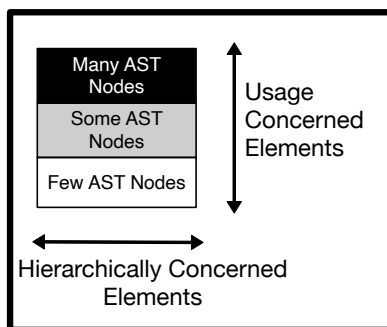 Many AST
Nodes
Some AST
Nodes
Few AST Nodes
Usage
Concerned
Elements
Hierarchically Concerned
Elements